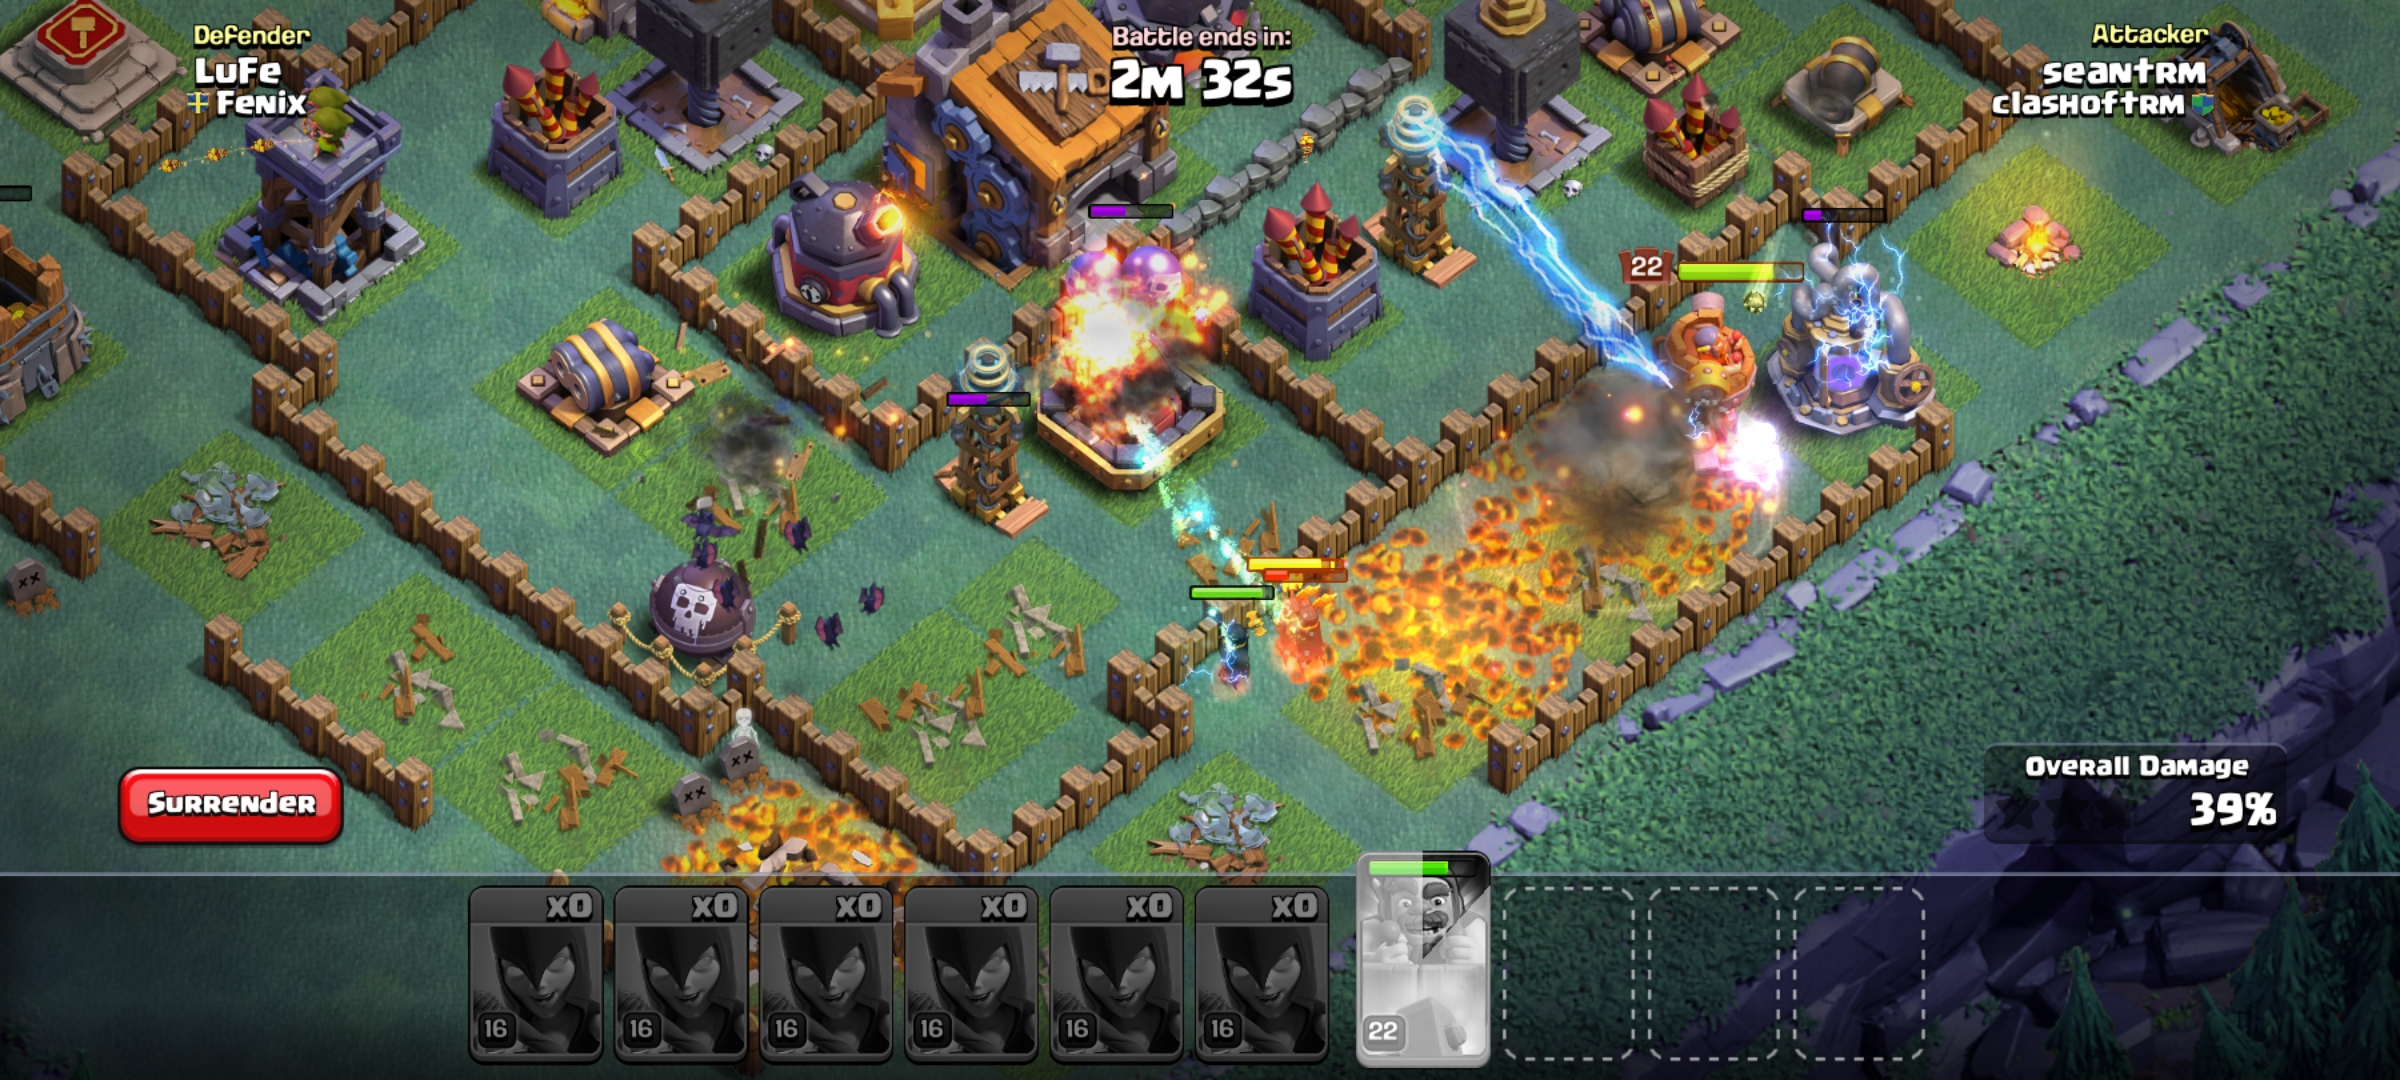 Defender
LuFe
Fenix
Battle ends in:
2M 32s
Attacker
seantRM
clashoftRM
22
Surrender
Overall Damage
39%
x0
x0
x0
x0
x0
x0
16
16
16
16
16
16
22